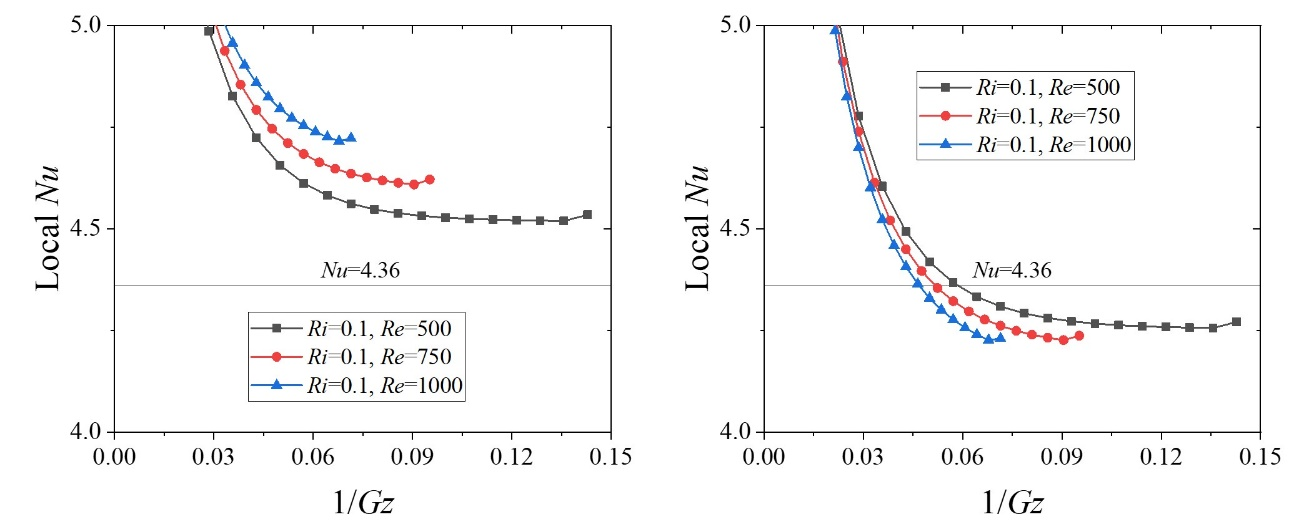 5.0
4.5
4.0
Local Nu
Nu=4.36
Ri=0.1, Re=500
Ri=0.1, Re=750
Ri=0.1, Re=1000
0.00 0.03 0.06 0.09 0.12 0.15
1/Gz
5.0
4.5
4.0
Local Nu
Ri=0.1, Re=500
Ri=0.1, Re=750
Ri=0.1, Re=1000
Nu=4.36
0.00 0.03 0.06 0.09 0.12 0.15
1/Gz